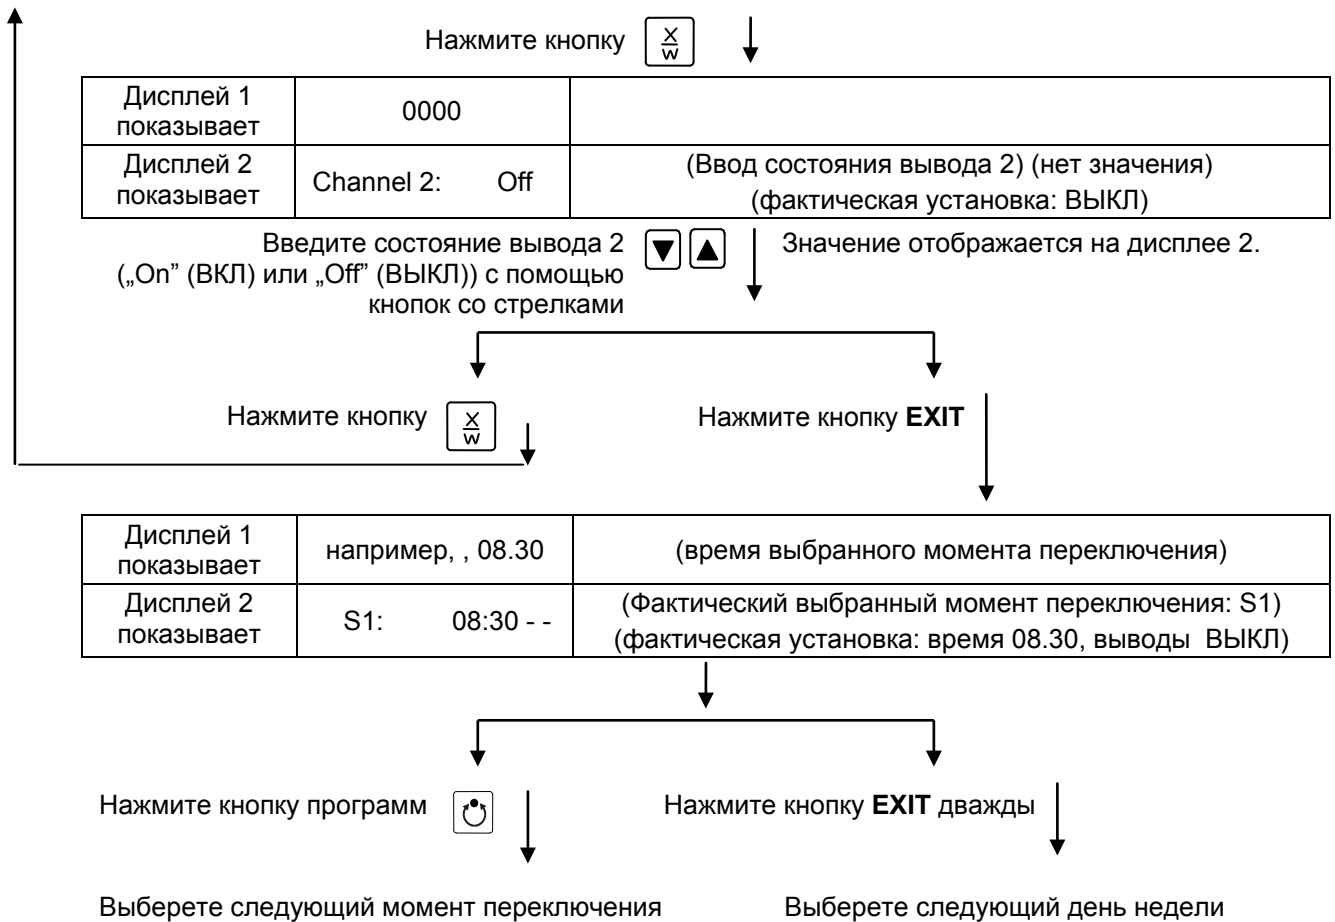 Нажмите кнопку X W
Дисплей 1
показывает
0000
Дисплей 2
показывает
Channel 2: Off
(Ввод состояния вывода 2) (нет значения)
(фактическая установка: ВЫКЛ)
Введите состояние вывода 2
(„On” (ВКЛ) или „Off” (ВЫКЛ)) с помощью
кнопок со стрелками
Значение отображается на дисплее 2.
Нажмите кнопку X W
Нажмите кнопку EXIT
Дисплей 1
показывает
например, , 08.30
(время выбранного момента переключения)
Дисплей 2
показывает
S1: 08:30 - -
(Фактический выбранный момент переключения: S1)
(фактическая установка: время 08.30, выводы ВЫКЛ)
Нажмите кнопку программ
Нажмите кнопку EXIT дважды
Выберете следующий момент переключения
Выберете следующий день недели